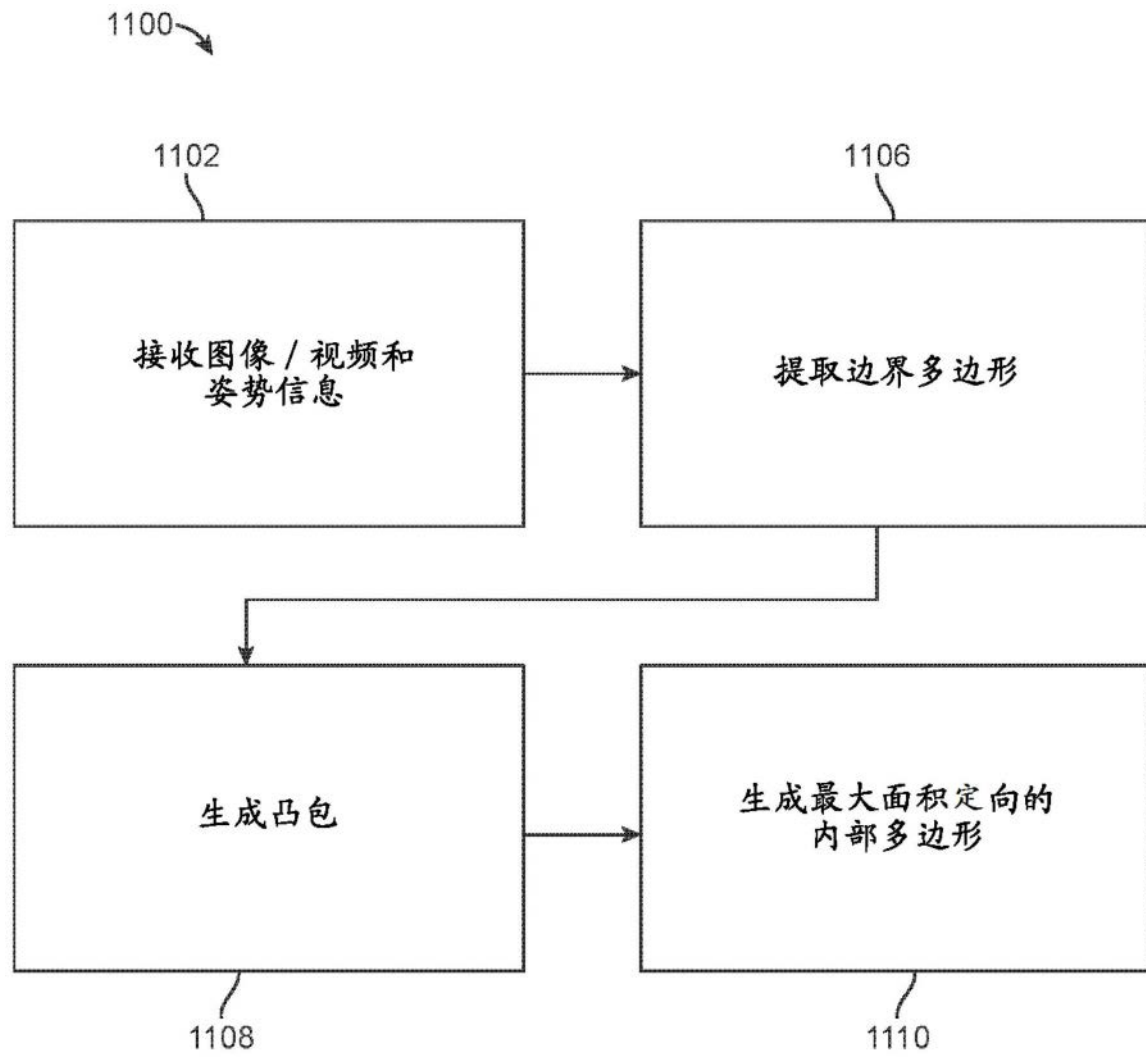 1100
1102
1106
接收图像 / 视频和
姿势信息
提取边界多边形
生成凸包
生成最大面积定向的
内部多边形
1108
1110